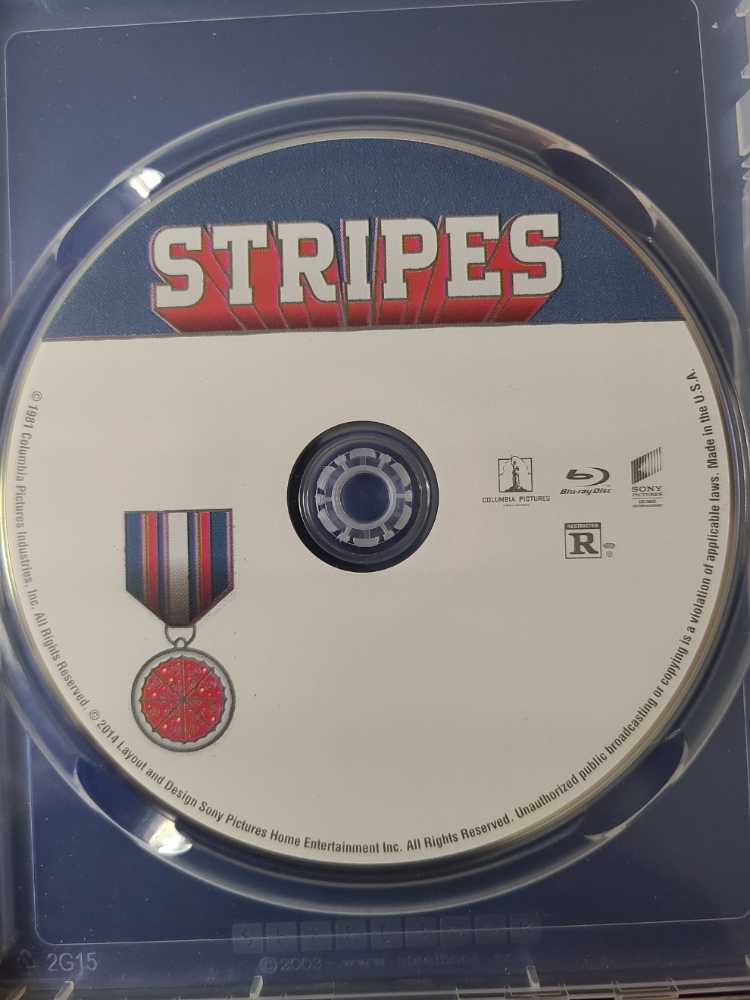 STRIPES
© 1981 Columbia Pictures Industries, Inc. All Rights Reserved. © 2014 Layout and Design Sony Pictures Home Entertainment Inc. All Rights Reserved. Unauthorized public broadcasting or copying is a violation of applicable laws. Made in the U.S.A.
COLUMBIA PICTURES
Blu-ray Disc
SONY
PICTURES
RESTRICTED
R
2G15